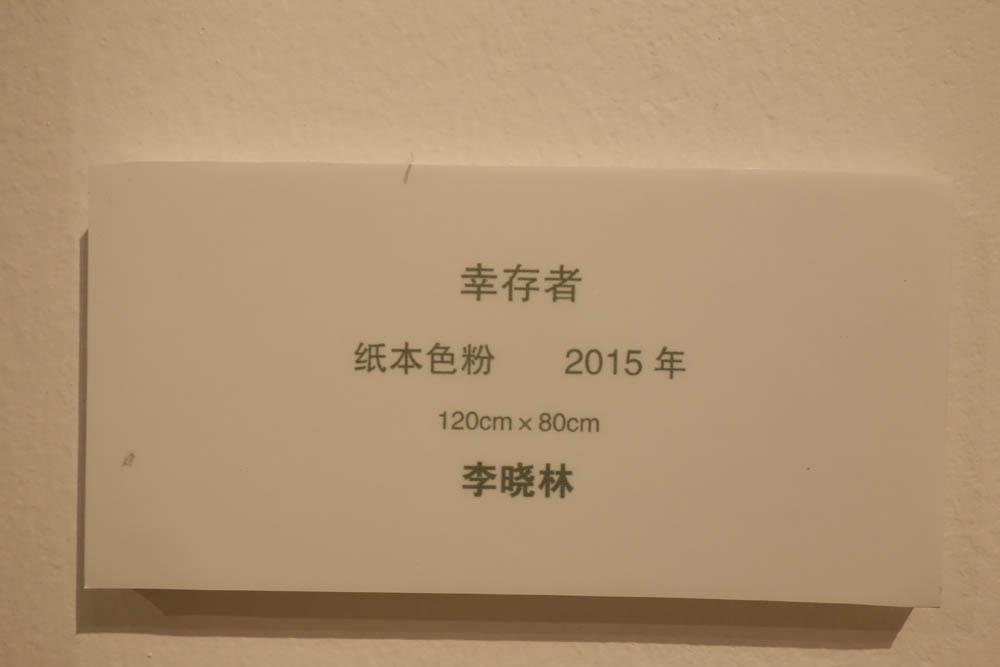 幸存者
纸本色粉 2015 年
120cm × 80cm
李晓林